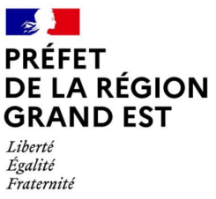 PRÉFET
DE LA RÉGION
GRAND EST
Liberté
Égalité
Fraternité